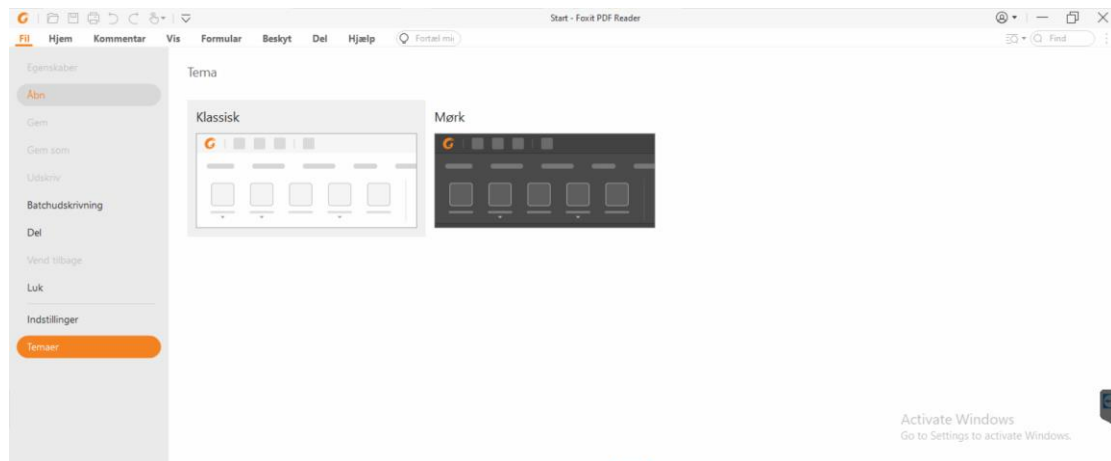 Start - Foxit PDF Reader
Fil Hjem Kommentar Vis Formular Beskyt Del Hjælp Fortæl mig Find
Egenskaber
Åbn
Gem
Gem som
Udskriv
Batchudskrivning
Del
Vend tilbage
Luk
Indstillinger
Temaer
Tema
Klassisk
Mørk
Activate Windows
Go to Settings to activate Windows.